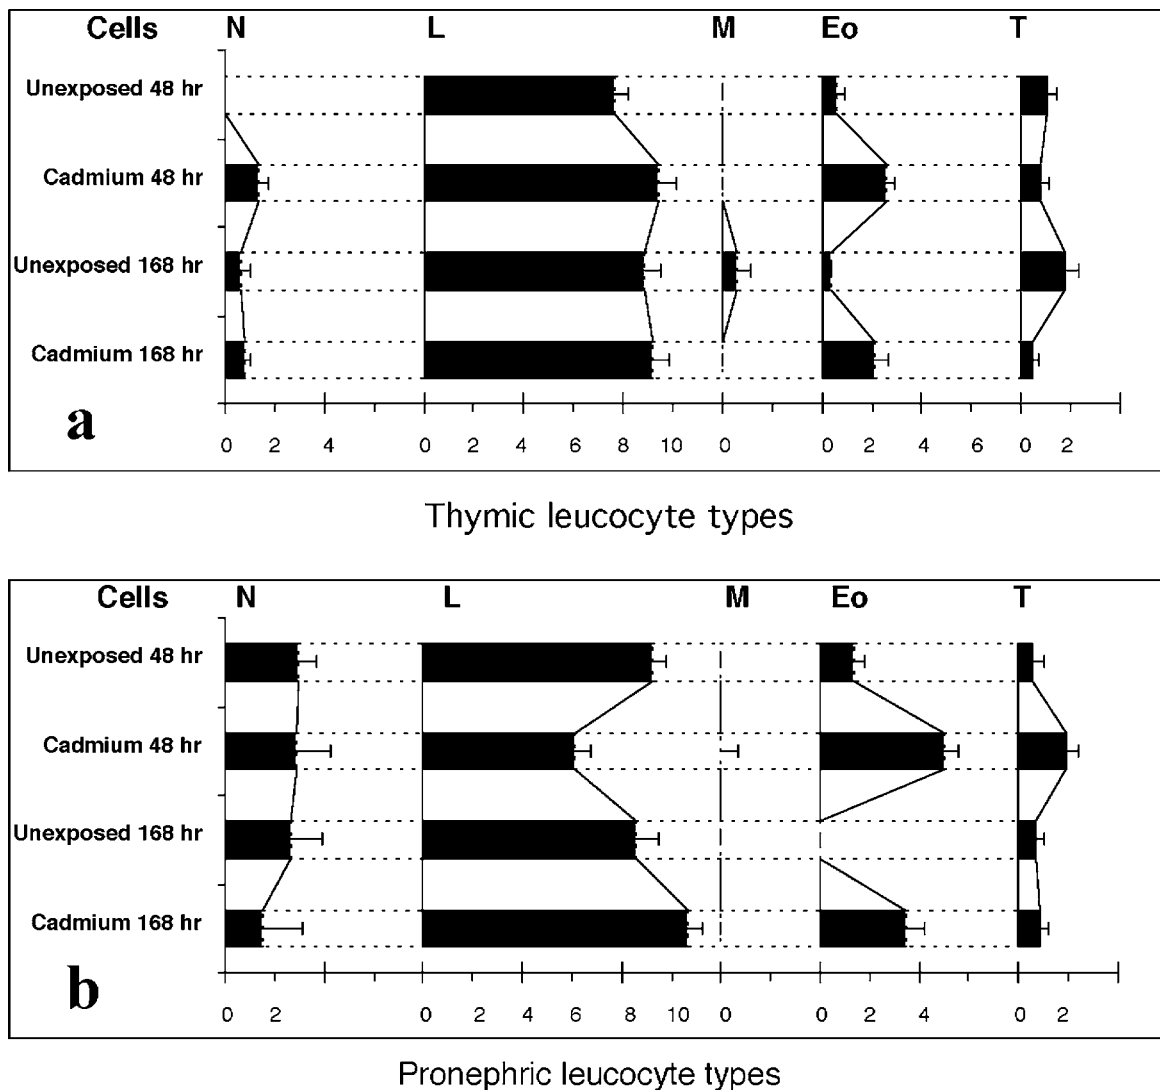 Cells N L M Eo T
Unexposed 48 hr
Cadmium 48 hr
Unexposed 168 hr
Cadmium 168 hr
a
0 2 4 0 2 4 6 8 10 0 0 2 4 6 0 2
Thymic leucocyte types
Cells N L M Eo T
Unexposed 48 hr
Cadmium 48 hr
Unexposed 168 hr
Cadmium 168 hr
b
0 2 0 2 4 6 8 10 0 0 2 4 0 2
Pronephric leucocyte types